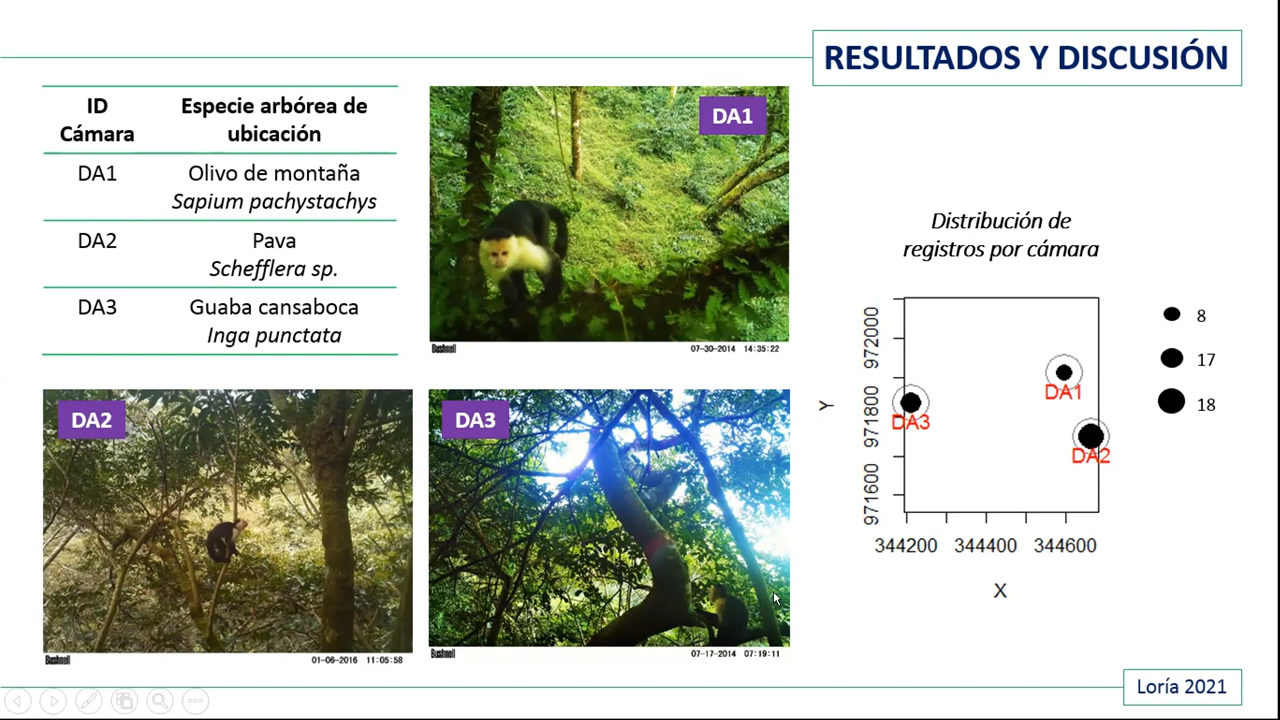 RESULTADOS Y DISCUSIÓN
ID Cámara
Especie arbórea de ubicación
DA1
Olivo de montaña
Sapium pachystachys
DA2
Pava
Schefflera sp.
DA3
Guaba cansaboca
Inga punctata
DA1
Bushnell
07-30-2014 14:35:22
DA2
Bushnell
01-06-2016 11:05:58
DA3
Bushnell
07-17-2014 07:19:11
Distribución de
registros por cámara
Y
972000
971800
971600
DA1
DA3
DA2
344200 344400 344600
X
8
17
18
Loría 2021